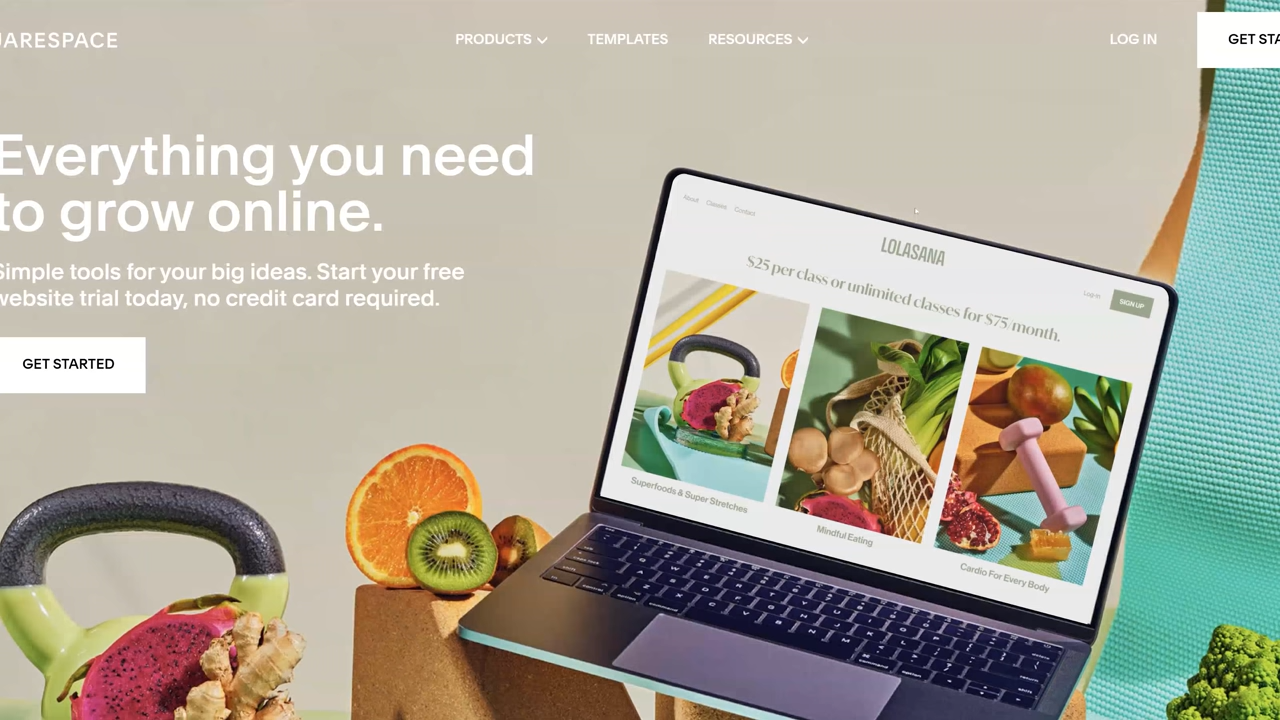 UARESPACE
PRODUCTS
TEMPLATES
RESOURCES
LOG IN
GET STA
Everything you need
to grow online.
Simple tools for your big ideas. Start your free
website trial today, no credit card required.
GET STARTED
About Classes Contact
LOLASANA
Log-In
SIGN UP
$25 per class or unlimited classes for $75/month.
Superfoods & Super Stretches
Mindful Eating
Cardio For Every Body